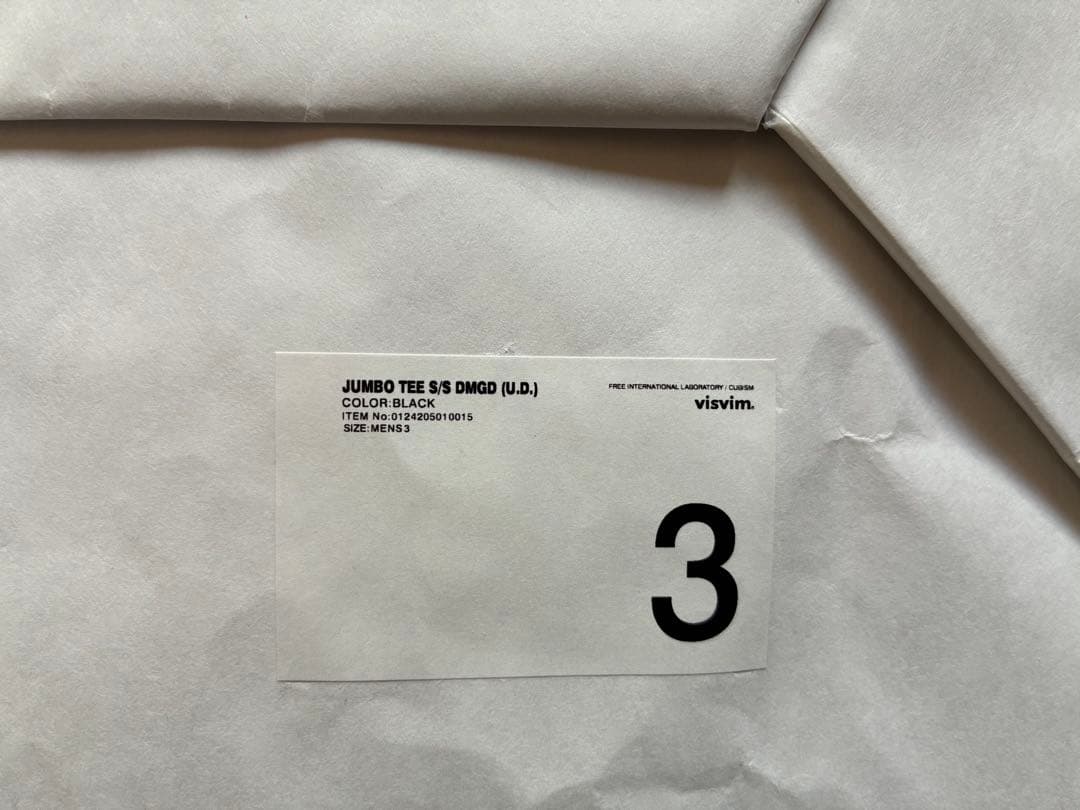 JUMBO TEE S/S DMGD (U.D.)
COLOR:BLACK
ITEM No:0124205010015
SIZE:MENS3
FREE INTERNATIONAL LABORATORY / CUBISM
visvim.
3